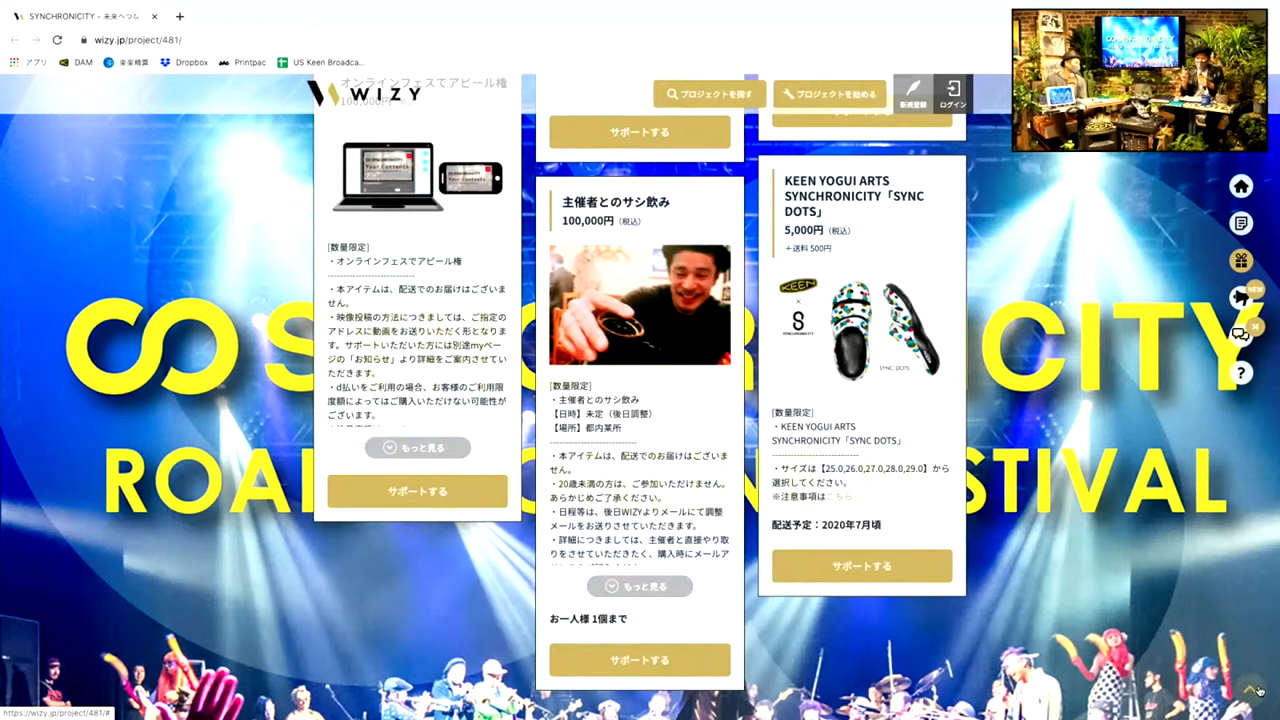 SYNCHRONICITY - 未来へつな
wizy.jp/project/481/
アプリ
DAM
楽楽精算
Dropbox
Printpac
US Keen Broadca...
WIZY
プロジェクトを探す
プロジェクトを始める
新規登録
ログイン
オンラインフェスでアピール権
[数量限定]
・オンラインフェスでアピール権
・本アイテムは、配送でのお届けはございま
せん。
・映像投稿の方法につきましては、ご指定の
アドレスに動画をお送りいただく形となりま
す。サポートいただいた方には別途myペー
ジの「お知らせ」より詳細をご案内させてい
ただきます。
・d払いをご利用の場合、お客様のご利用限
度額によってはご購入いただけない可能性が
ございます。
もっと見る
サポートする
サポートする
主催者とのサシ飲み
100,000円 (税込)
[数量限定]
・主催者とのサシ飲み
【日時】未定（後日調整）
【場所】都内某所
・本アイテムは、配送でのお届けはございま
せん。
・20歳未満の方は、ご参加いただけません。
あらかじめご了承ください。
・日程等は、後日WIZYよりメールにて調整
メールをお送りさせていただきます。
・詳細につきましては、主催者と直接やり取
りをさせていただきたく、購入時にメールア
もっと見る
お一人様 1個まで
サポートする
KEEN YOGUI ARTS
SYNCHRONICITY「SYNC
DOTS」
5,000円 (税込)
＋送料 500円
KEEN
×
S
SYNCHRONICITY
SYNC DOTS
[数量限定]
・KEEN YOGUI ARTS
SYNCHRONICITY「SYNC DOTS」
・サイズは【25.0,26.0,27.0,28.0,29.0】から
選択してください。
※注意事項はこちら
配送予定：2020年7月頃
サポートする
NEW
?
S
CITY
ROA
STIVAL
https://wizy.jp/project/481/#